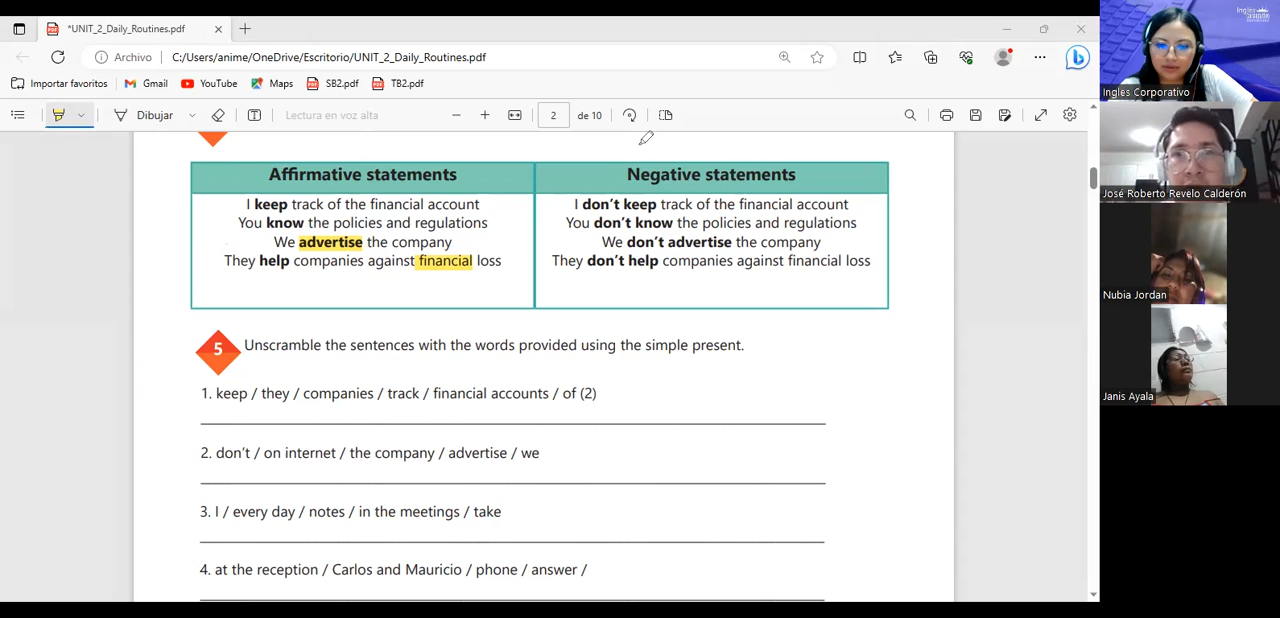 *UNIT_2_Daily_Routines.pdf
Archivo C:/Users/anime/OneDrive/Escritorio/UNIT_2_Daily_Routines.pdf
Importar favoritos Gmail YouTube Maps SB2.pdf TB2.pdf
Dibujar Lectura en voz alta 2 de 10
Affirmative statements
I keep track of the financial account
You know the policies and regulations
We advertise the company
They help companies against financial loss
Negative statements
I don't keep track of the financial account
You don't know the policies and regulations
We don't advertise the company
They don't help companies against financial loss
5 Unscramble the sentences with the words provided using the simple present.
1. keep / they / companies / track / financial accounts / of (2)
2. don't / on internet / the company / advertise / we
3. I / every day / notes / in the meetings / take
4. at the reception / Carlos and Mauricio / phone / answer /
Ingles Corporativo
José Roberto Revelo Calderón
Nubia Jordan
Janis Ayala